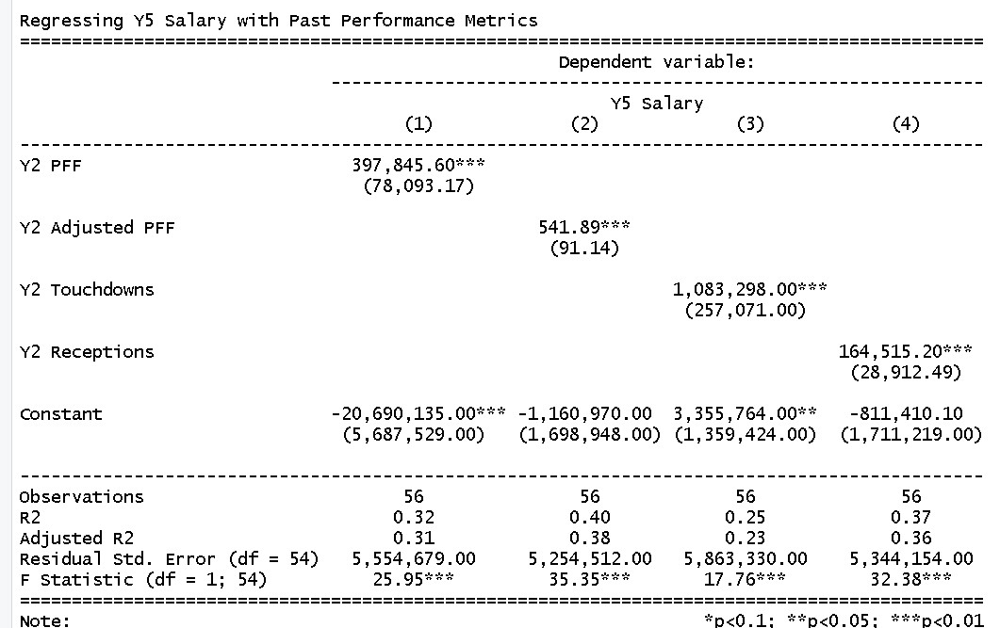 Regressing Y5 Salary with Past Performance Metrics
==============================================================================================
Dependent variable:
---------------------------------------------------------------
Y5 Salary
(1) (2) (3) (4)
----------------------------------------------------------------------------------------------
Y2 PFF 397,845.60***
(78,093.17)
Y2 Adjusted PFF 541.89***
(91.14)
Y2 Touchdowns 1,083,298.00***
(257,071.00)
Y2 Receptions 164,515.20***
(28,912.49)
Constant -20,690,135.00*** -1,160,970.00 3,355,764.00** -811,410.10
(5,687,529.00) (1,698,948.00) (1,359,424.00) (1,711,219.00)
----------------------------------------------------------------------------------------------
Observations 56 56 56 56
R2 0.32 0.40 0.25 0.37
Adjusted R2 0.31 0.38 0.23 0.36
Residual Std. Error (df = 54) 5,554,679.00 5,254,512.00 5,863,330.00 5,344,154.00
F Statistic (df = 1; 54) 25.95*** 35.35*** 17.76*** 32.38***
==============================================================================================
Note: *p<0.1; **p<0.05; ***p<0.01